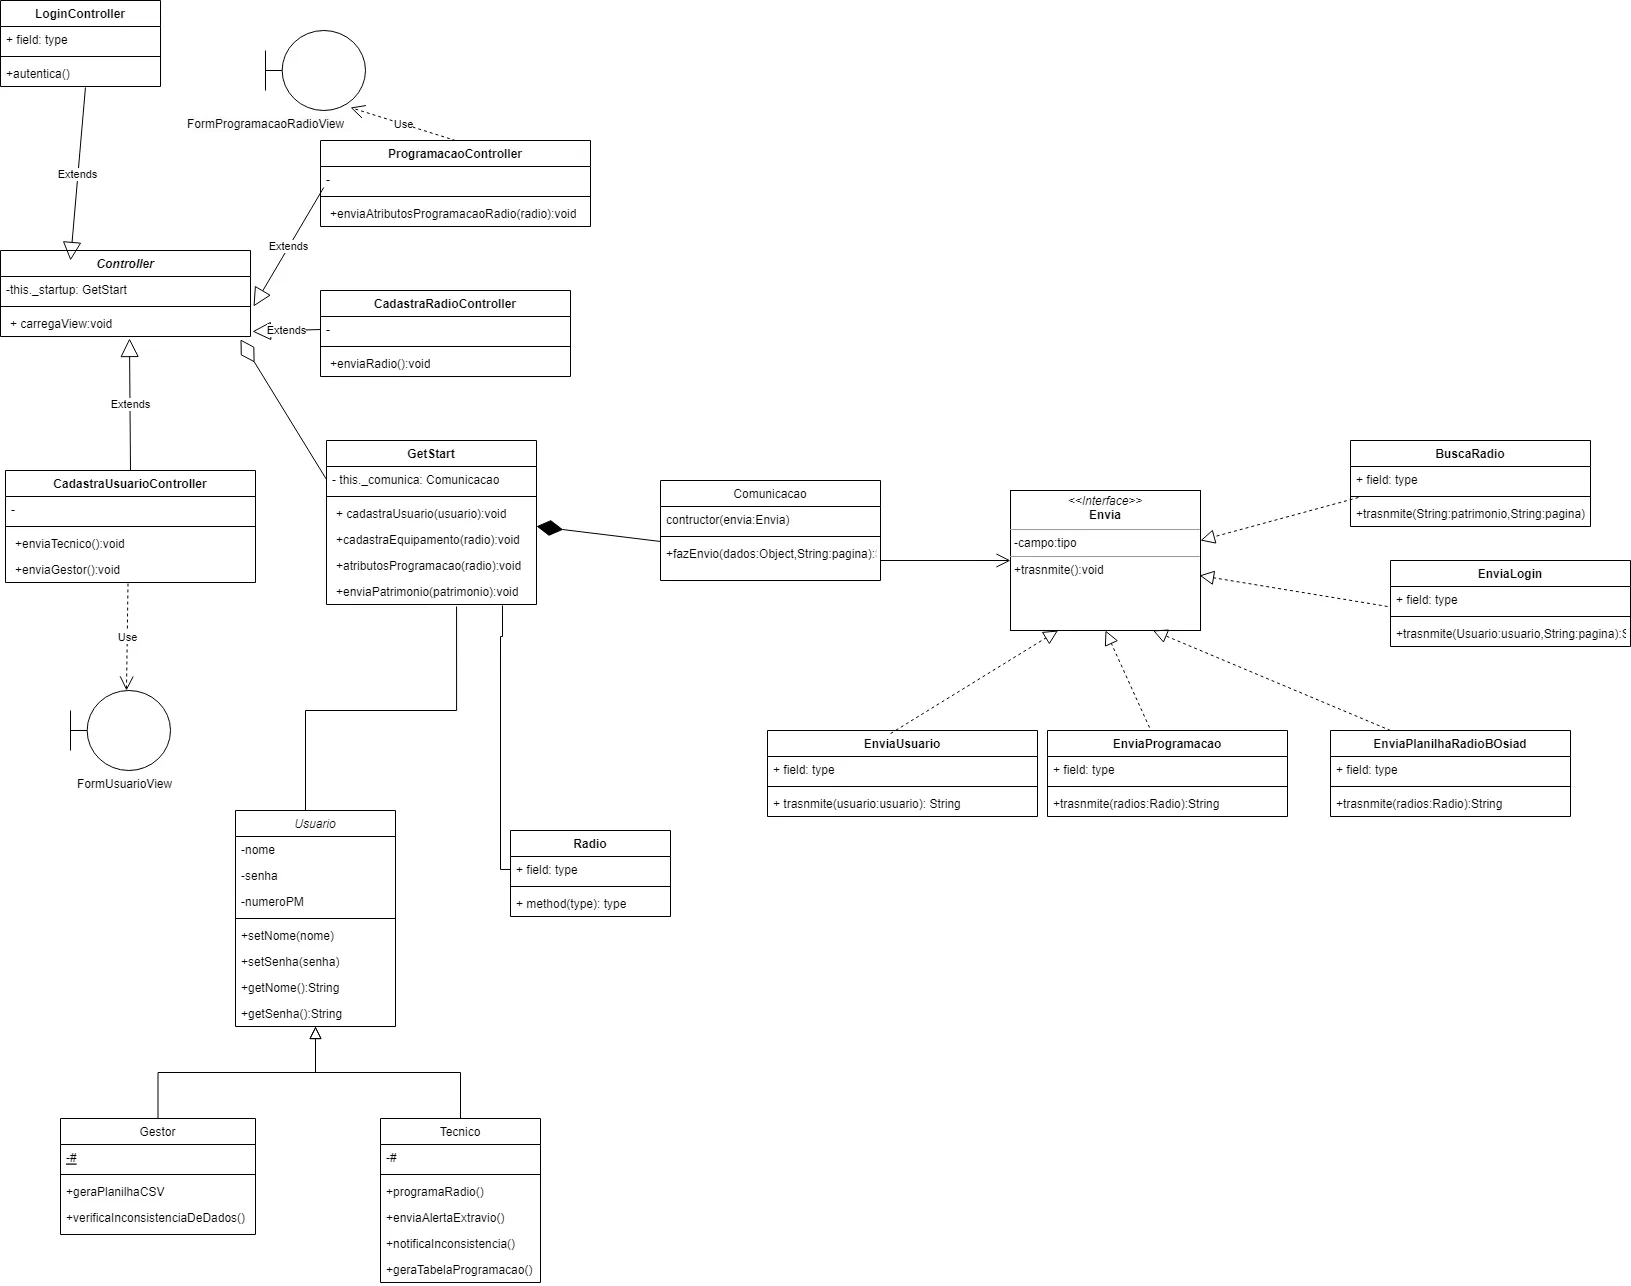 LoginController
+ field: type
+autentica()
Extends
FormProgramacaoRadioView
Use
ProgramacaoController
-
+enviaAtributosProgramacaoRadio(radio):void
Extends
Controller
-this._startup: GetStart
+ carregaView:void
CadastraRadioController
-
+enviaRadio():void
Extends
Extends
CadastraUsuarioController
-
+enviaTecnico():void
+enviaGestor():void
Use
FormUsuarioView
GetStart
- this._comunica: Comunicacao
+ cadastraUsuario(usuario):void
+cadastraEquipamento(radio):void
+atributosProgramacao(radio):void
+enviaPatrimonio(patrimonio):void
Comunicacao
contructor(envia:Envia)
+fazEnvio(dados:Object,String:pagina):
<<Interface>>
Envia
-campo:tipo
+trasnmite():void
BuscaRadio
+ field: type
+trasnmite(String:patrimonio,String:pagina)
EnviaLogin
+ field: type
+trasnmite(Usuario:usuario,String:pagina):S
EnviaUsuario
+ field: type
+ trasnmite(usuario:usuario): String
EnviaProgramacao
+ field: type
+trasnmite(radios:Radio):String
EnviaPlanilhaRadioBOsiad
+ field: type
+trasnmite(radios:Radio):String
Usuario
-nome
-senha
-numeroPM
+setNome(nome)
+setSenha(senha)
+getNome():String
+getSenha():String
Radio
+ field: type
+ method(type): type
Gestor
-#
+geraPlanilhaCSV
+verificaInconsistenciaDeDados()
Tecnico
-#
+programaRadio()
+enviaAlertaExtravio()
+notificaInconsistencia()
+geraTabelaProgramacao()